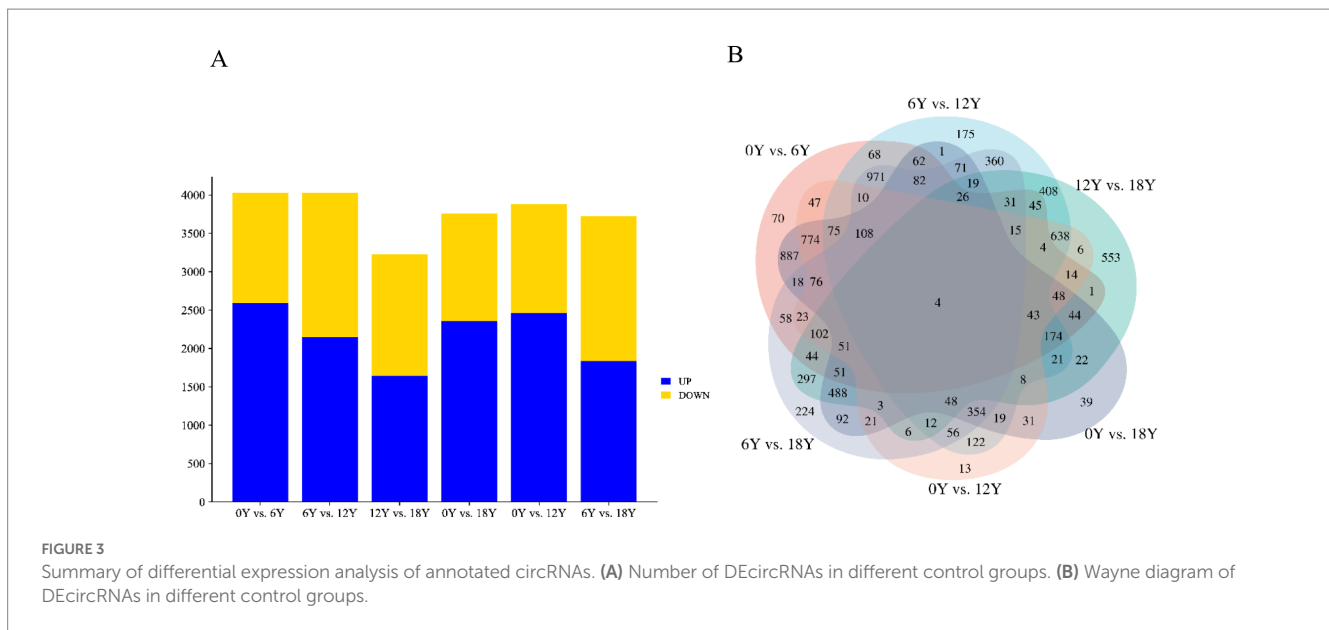 A
B
4000
3500
3000
2500
2000
1500
1000
500
0
0Y vs. 6Y 6Y vs. 12Y 12Y vs. 18Y 0Y vs. 18Y 0Y vs. 12Y 6Y vs. 18Y
UP
DOWN
6Y vs. 12Y
175
0Y vs. 6Y
68 62 1 71 360
12Y vs. 18Y
971 82 19 408
10 26 31 45
70 47
75 108 15 4 638 6
774 553
887 14
18 76 48 1
4
58 23 43 44
102 174
44 51 21 22
297 51 8
488
224 92 3 48 39
21 12 354 19 31
6 56
6Y vs. 18Y 122 0Y vs. 18Y
13
0Y vs. 12Y
FIGURE 3
Summary of differential expression analysis of annotated circRNAs. (A) Number of DEcircRNAs in different control groups. (B) Wayne diagram of
DEcircRNAs in different control groups.